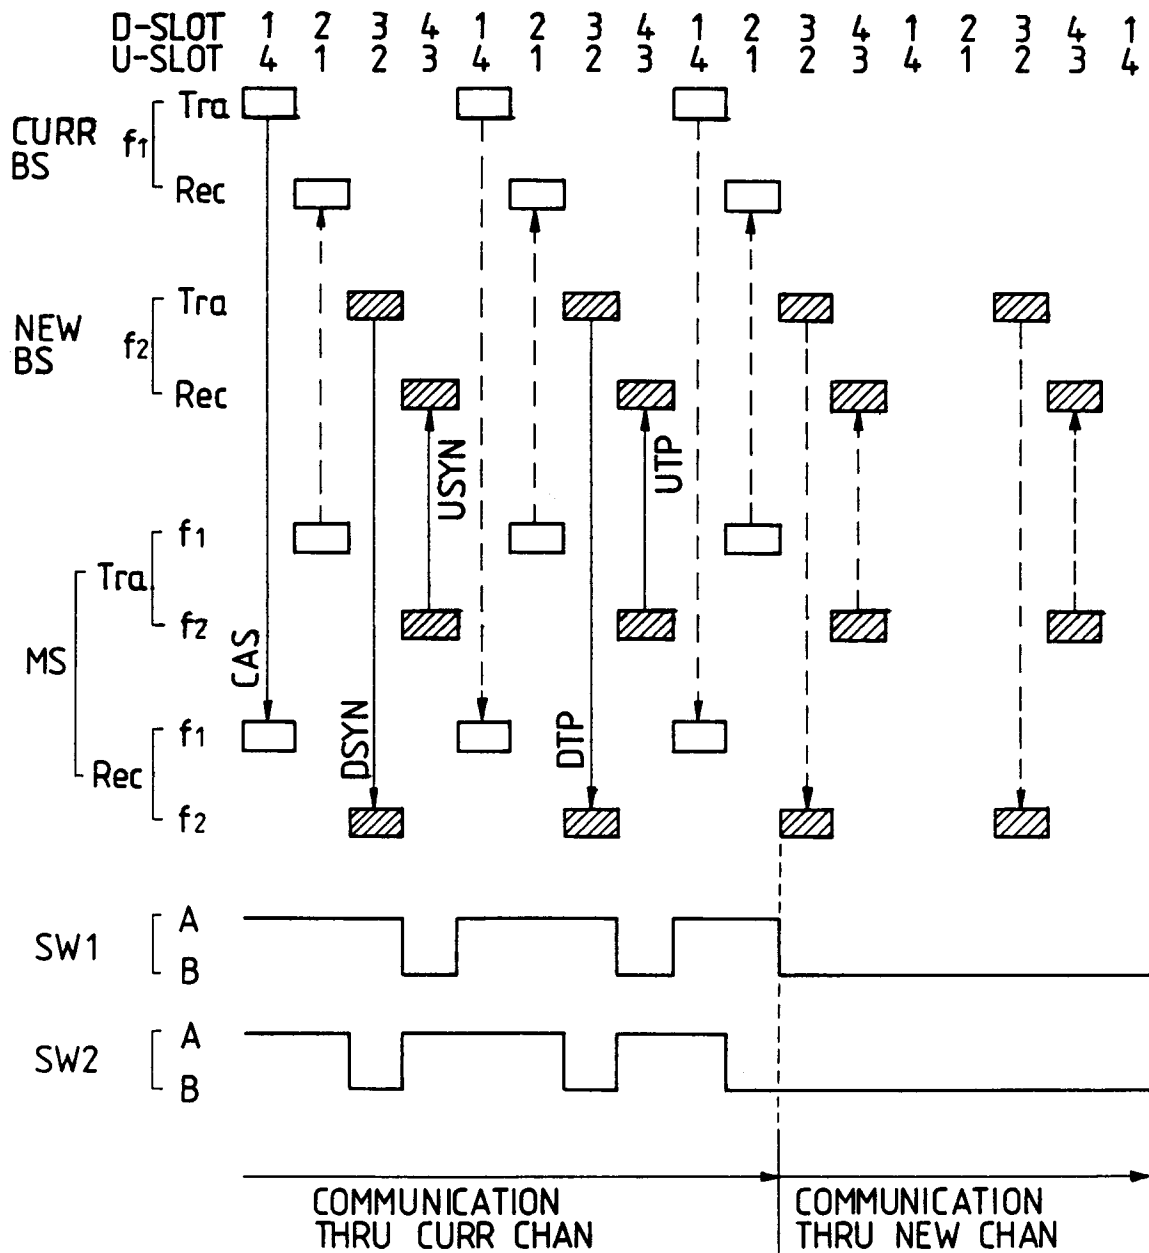 D-SLOT 1 2 3 4 1 2 3 4 1 2 3 4 1 2 3 4 1
U-SLOT 4 1 2 3 4 1 2 3 4 1 2 3 4 1 2 3 4
CURR BS f1 Tra
Rec
NEW BS f2 Tra
Rec
USYN
UTP
MS Tra f1
f2
CAS
DSYN
DTP
Rec f1
f2
SW1 A
B
SW2 A
B
COMMUNICATION
THRU CURR CHAN
COMMUNICATION
THRU NEW CHAN